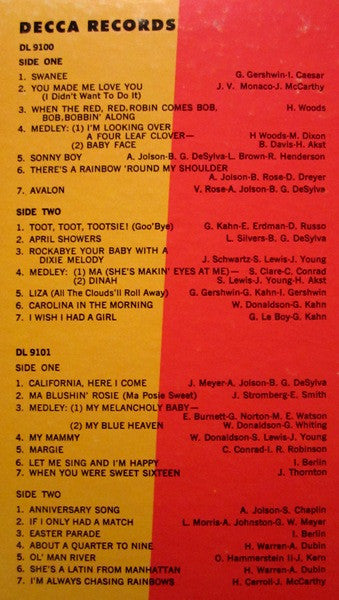 DECCA RECORDS
DL 9100
SIDE ONE
1. SWANEE G. Gershwin-I. Caesar
2. YOU MADE ME LOVE YOU J. V. Monaco-J. McCarthy
(I Didn't Want To Do It)
3. WHEN THE RED, RED, ROBIN COMES BOB, H. Woods
BOB, BOBBIN' ALONG
4. MEDLEY: (1) I'M LOOKING OVER
A FOUR LEAF CLOVER— H Woods-M. Dixon
(2) BABY FACE B. Davis-H. Akst
5. SONNY BOY A. Jolson-B. G. DeSylva-L. Brown-R. Henderson
6. THERE'S A RAINBOW 'ROUND MY SHOULDER
A. Jolson-B. Rose-D. Dreyer
7. AVALON V. Rose-A. Jolson-B. G. DeSylva
SIDE TWO
1. TOOT, TOOT, TOOTSIE! (Goo'Bye) G. Kahn-E. Erdman-D. Russo
2. APRIL SHOWERS L. Silvers-B. G. DeSylva
3. ROCKABYE YOUR BABY WITH A
DIXIE MELODY J. Schwartz-S. Lewis-J. Young
4. MEDLEY: (1) MA (SHE'S MAKIN' EYES AT ME)— S. Clare-C. Conrad
(2) DINAH S. Lewis-J. Young-H. Akst
5. LIZA (All The Clouds'll Roll Away) G. Gershwin-G. Kahn-I. Gershwin
6. CAROLINA IN THE MORNING W. Donaldson-G. Kahn
7. I WISH I HAD A GIRL G. Le Boy-G. Kahn
DL 9101
SIDE ONE
1. CALIFORNIA, HERE I COME J. Meyer-A. Jolson-B. G. DeSylva
2. MA BLUSHIN' ROSIE (Ma Posie Sweet) J. Stromberg-E. Smith
3. MEDLEY: (1) MY MELANCHOLY BABY—
E. Burnett-G. Norton-M. E. Watson
(2) MY BLUE HEAVEN W. Donaldson-G. Whiting
4. MY MAMMY W. Donaldson-S. Lewis-J. Young
5. MARGIE C. Conrad-J. R. Robinson
6. LET ME SING AND I'M HAPPY I. Berlin
7. WHEN YOU WERE SWEET SIXTEEN J. Thornton
SIDE TWO
1. ANNIVERSARY SONG A. Jolson-S. Chaplin
2. IF I ONLY HAD A MATCH L. Morris-A. Johnston-G. W. Meyer
3. EASTER PARADE I. Berlin
4. ABOUT A QUARTER TO NINE H. Warren-A. Dubin
5. OL' MAN RIVER O. Hammerstein II-J. Kern
6. SHE'S A LATIN FROM MANHATTAN H. Warren-A. Dubin
7. I'M ALWAYS CHASING RAINBOWS H. Carroll-J. McCarthy